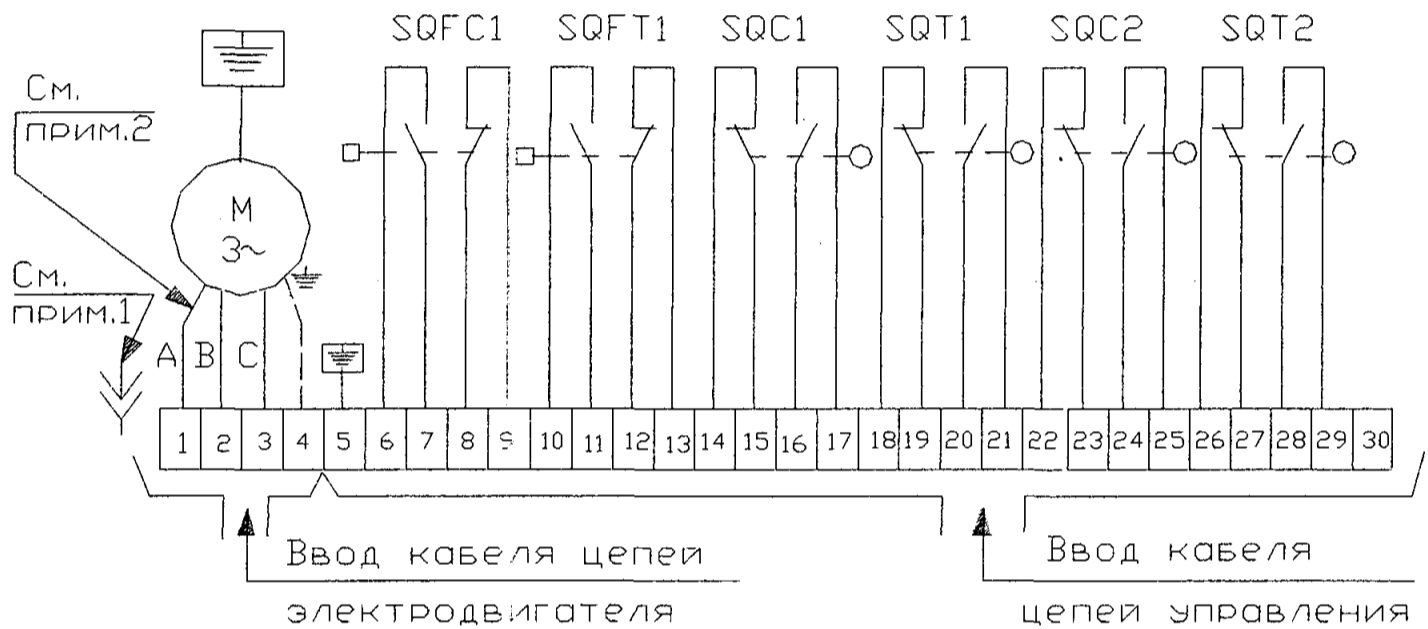 SQFC1 SQFT1 SQC1 SQT1 SQC2 SQT2
См.
прим.2
M
3~
См.
прим.1
A B C
1 2 3 4 5 6 7 8 9 10 11 12 13 14 15 16 17 18 19 20 21 22 23 24 25 26 27 28 29 30
Ввод кабеля цепей
электродвигателя
Ввод кабеля
цепей управления